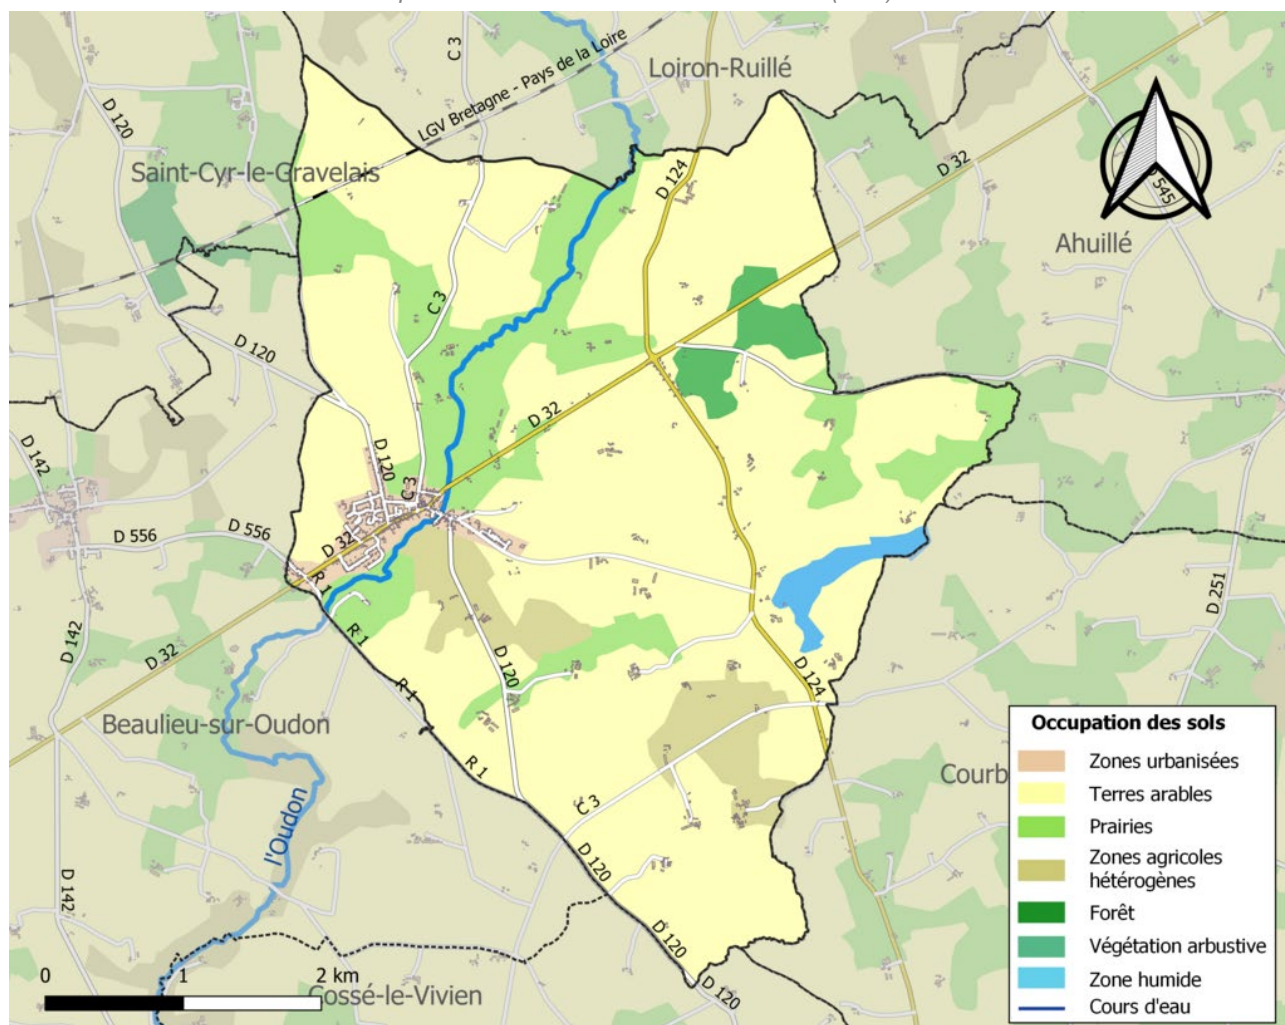 C 3
Loiron-Ruillé
LGV Bretagne - Pays de la Loire
D 120
Saint-Cyr-le-Gravelais
D 124
D 32
D 545
Ahuillé
C 3
D 120
D 32
D 142
D 120
C 3
D 556
D 556
D 32
R 1
D 251
R 1
D 142
D 32
D 120
R 1
D 124
Beaulieu-sur-Oudon
R 1
Courb
C 3
l'Oudon
D 120
D 142
D 120
D 120
Cossé-le-Vivien
0 1 2 km
Occupation des sols
Zones urbanisées
Terres arables
Prairies
Zones agricoles
hétérogènes
Forêt
Végétation arbustive
Zone humide
Cours d'eau